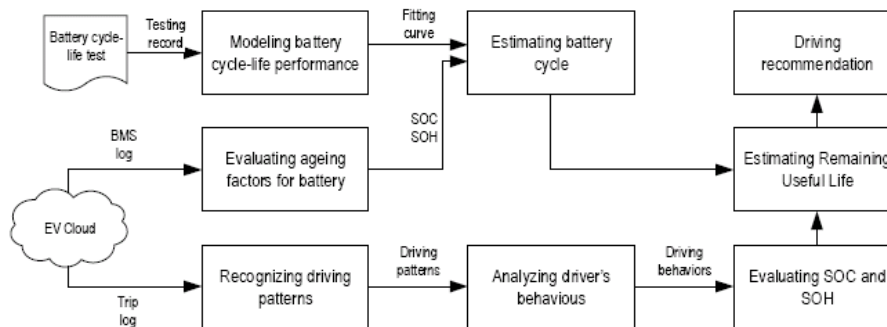 Battery cycle-
life test
Testing
record
Modeling battery
cycle-life performance
Fitting
curve
Estimating battery
cycle
Driving
recommendation
SOC
SOH
BMS
log
Evaluating ageing
factors for battery
Estimating Remaining
Useful Life
EV Cloud
Trip
log
Recognizing driving
patterns
Driving
patterns
Analyzing driver's
behavious
Driving
behaviors
Evaluating SOC and
SOH